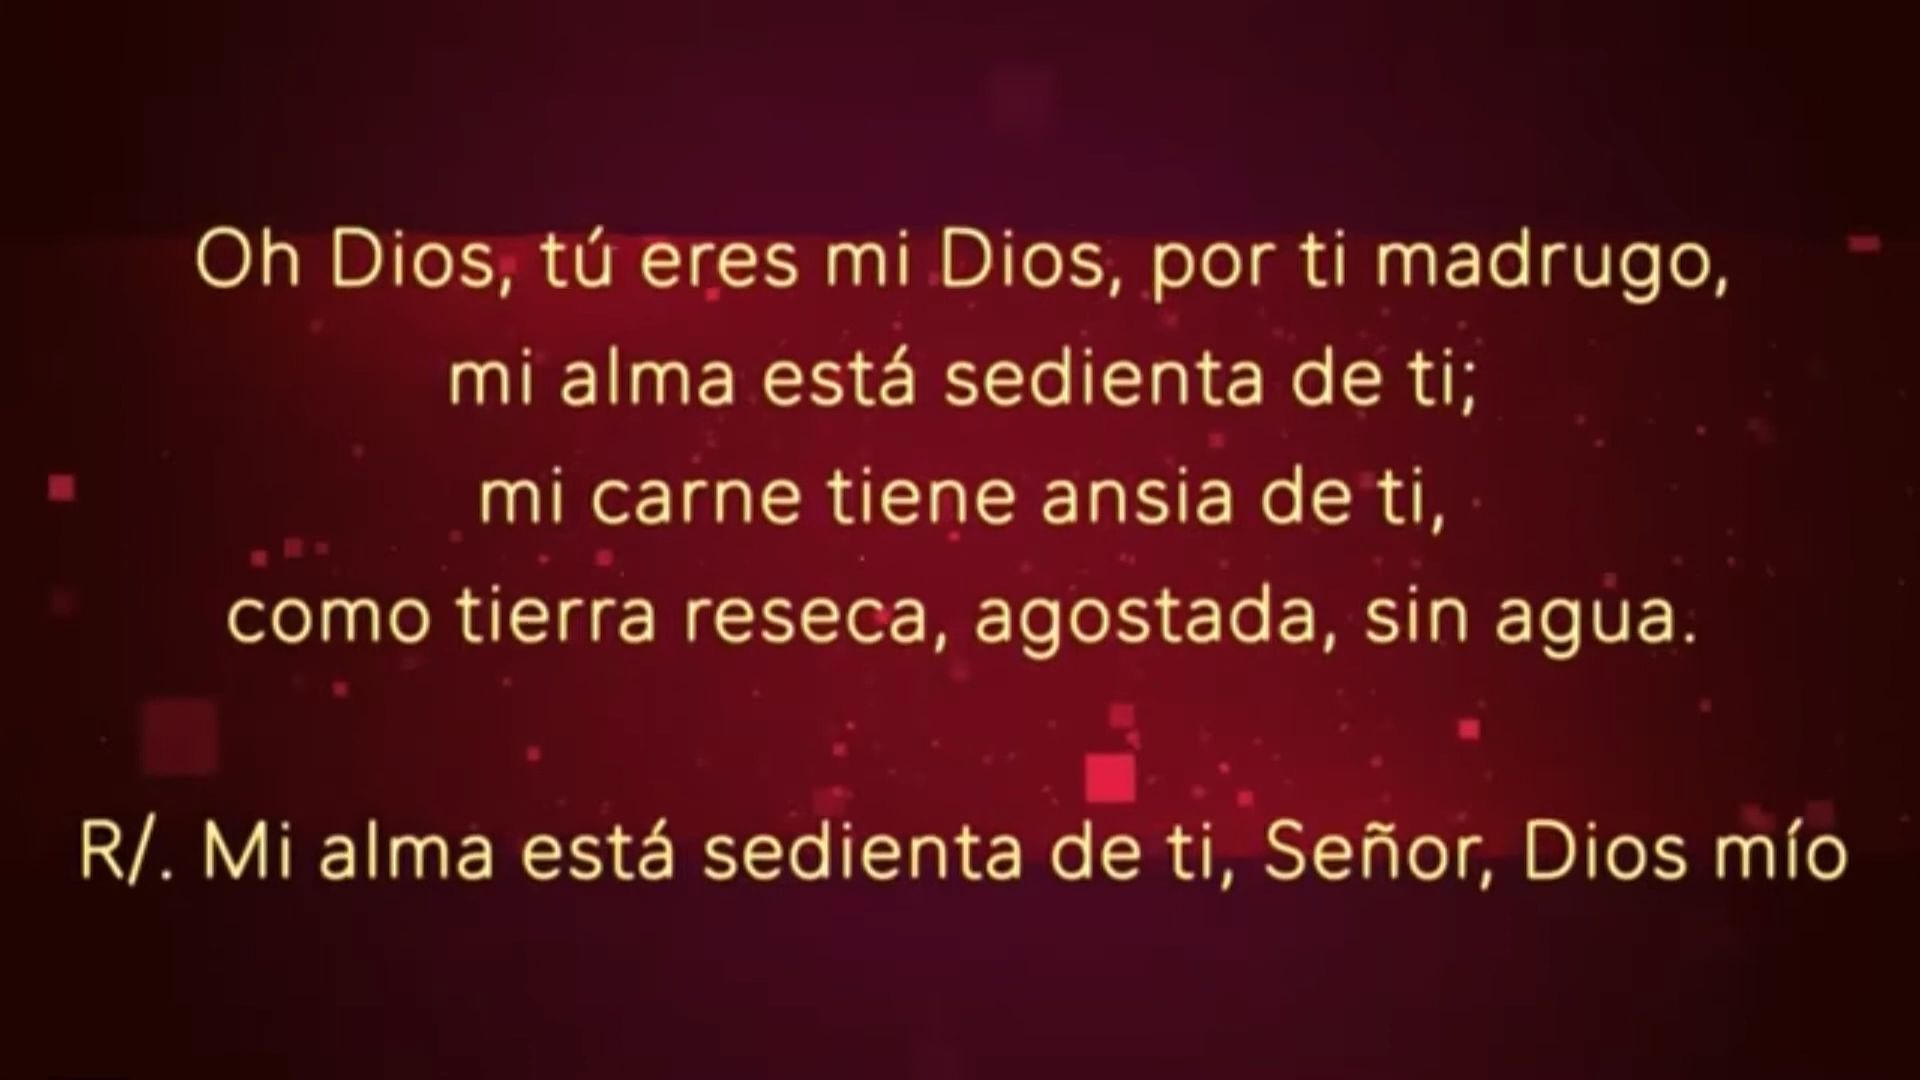 Oh Dios, tú eres mi Dios, por ti madrugo,
mi alma está sedienta de ti;
mi carne tiene ansia de ti,
como tierra reseca, agostada, sin agua.
R/. Mi alma está sedienta de ti, Señor, Dios mío